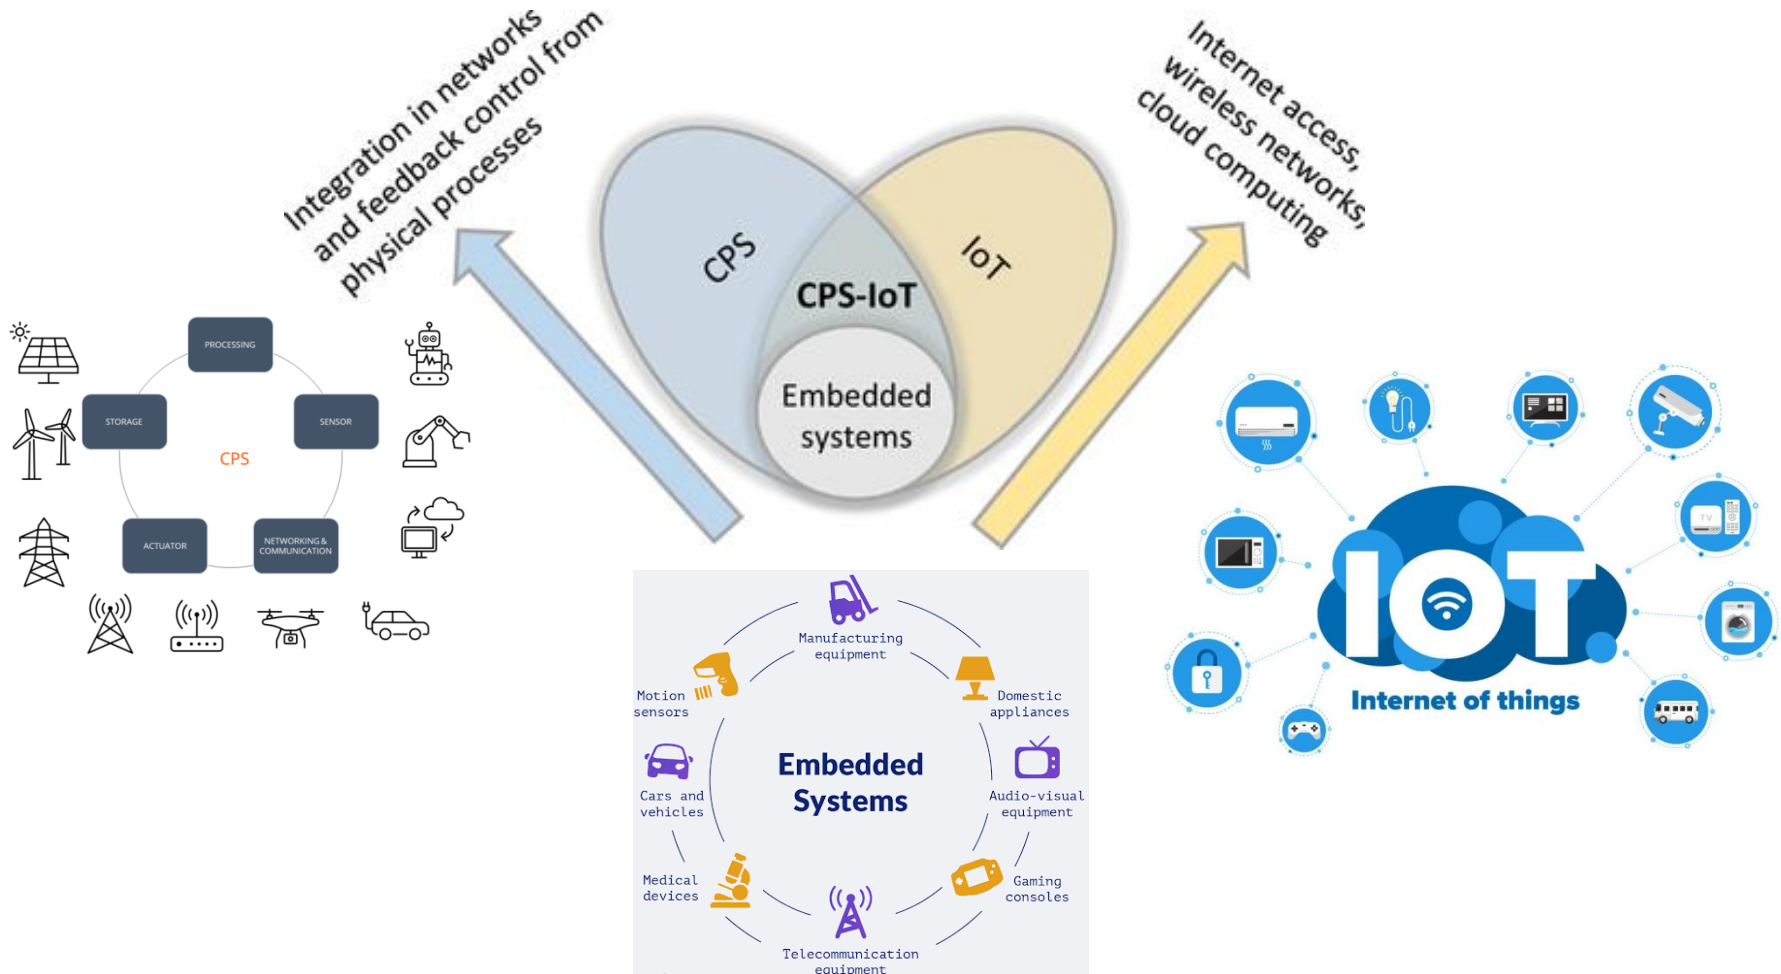 Integration in networks
and feedback control from
physical processes
Internet access,
wireless networks,
cloud computing
CPS
IoT
CPS-IoT
Embedded
systems
PROCESSING
STORAGE
SENSOR
CPS
ACTUATOR
NETWORKING &
COMMUNICATION
Manufacturing
equipment
Motion
sensors
Domestic
appliances
Embedded
Systems
Cars and
vehicles
Audio-visual
equipment
Medical
devices
Gaming
consoles
Telecommunication
equipment
TV
IOT
Internet of things